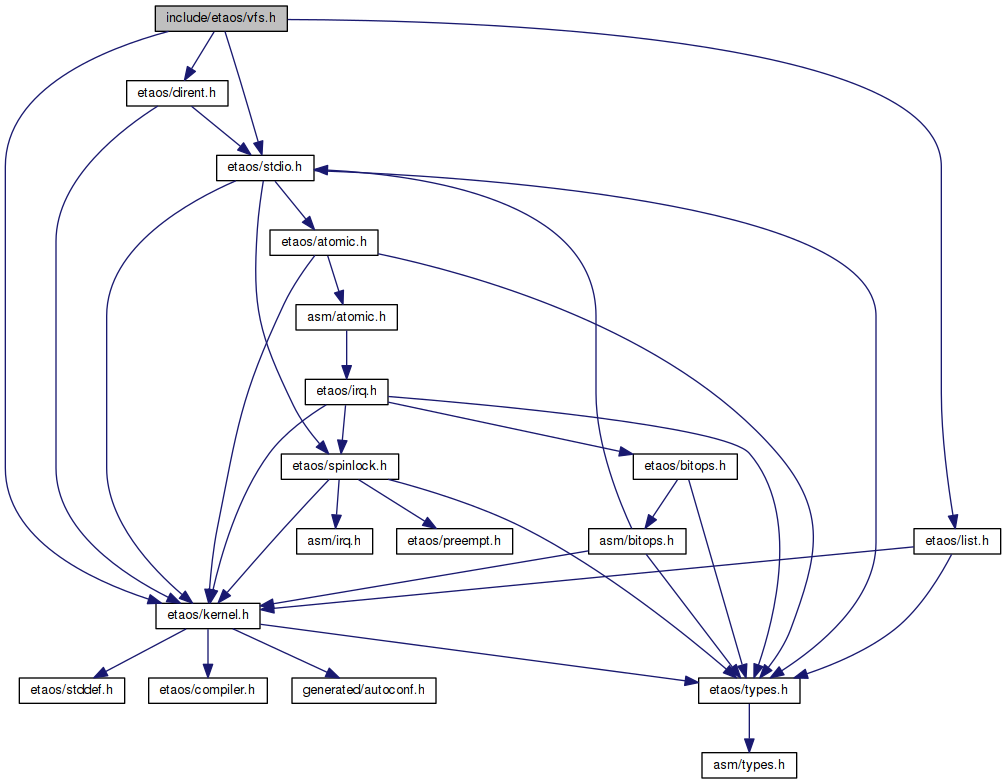 include/etaos/vfs.h
etaos/dirent.h
etaos/stdio.h
etaos/atomic.h
asm/atomic.h
etaos/irq.h
etaos/spinlock.h
etaos/bitops.h
asm/irq.h
etaos/preempt.h
asm/bitops.h
etaos/list.h
etaos/kernel.h
etaos/stddef.h
etaos/compiler.h
generated/autoconf.h
etaos/types.h
asm/types.h